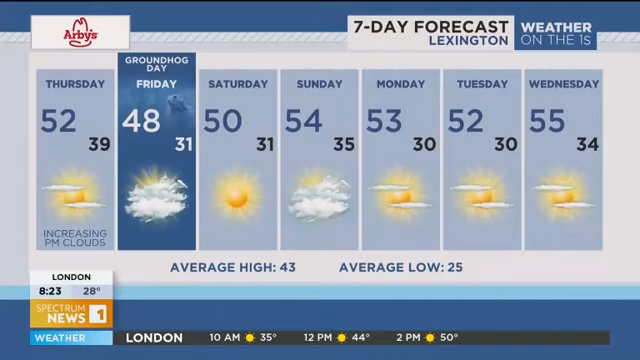 Arby's
7-DAY FORECAST
LEXINGTON
WEATHER
ON THE 1s
THURSDAY
52
39
INCREASING
PM CLOUDS
GROUNDHOG
DAY
FRIDAY
48
31
SATURDAY
50
31
SUNDAY
54
35
MONDAY
53
30
TUESDAY
52
30
WEDNESDAY
55
34
AVERAGE HIGH: 43 AVERAGE LOW: 25
LONDON
8:23 28°
SPECTRUM
NEWS 1
WEATHER LONDON 10 AM 35° 12 PM 44° 2 PM 50°